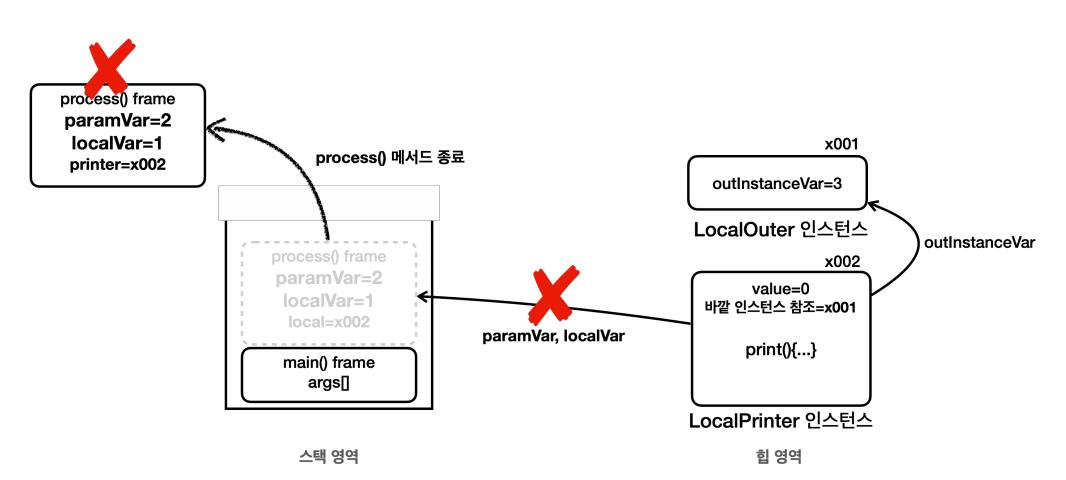 process() frame
paramVar=2
localVar=1
printer=x002
process() 메서드 종료
process() frame
paramVar=2
localVar=1
local=x002
main() frame
args[]
스택 영역
paramVar, localVar
x001
outInstanceVar=3
LocalOuter 인스턴스
outInstanceVar
x002
value=0
바깥 인스턴스 참조=x001
print(){...}
LocalPrinter 인스턴스
힙 영역